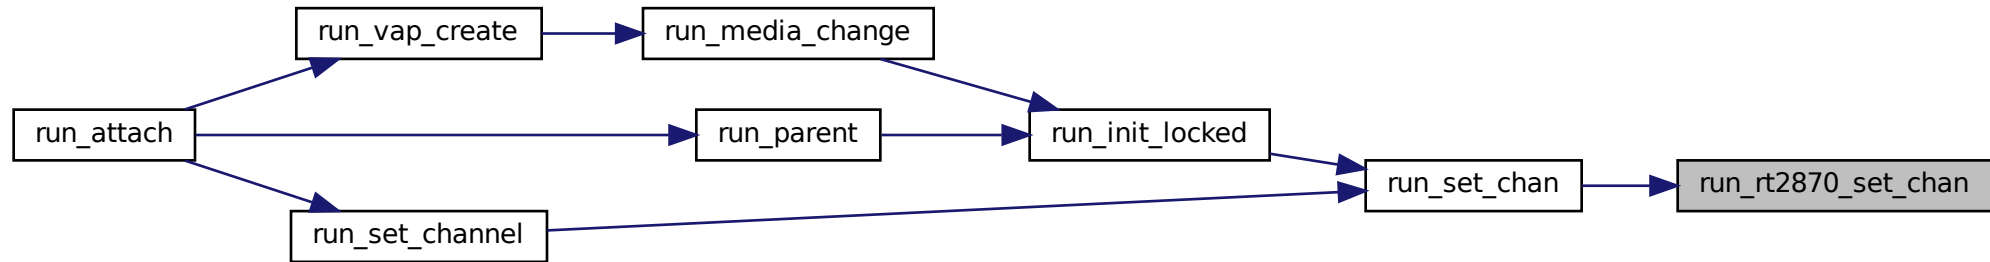 run_vap_create
run_media_change
run_attach
run_parent
run_init_locked
run_set_chan
run_rt2870_set_chan
run_set_channel